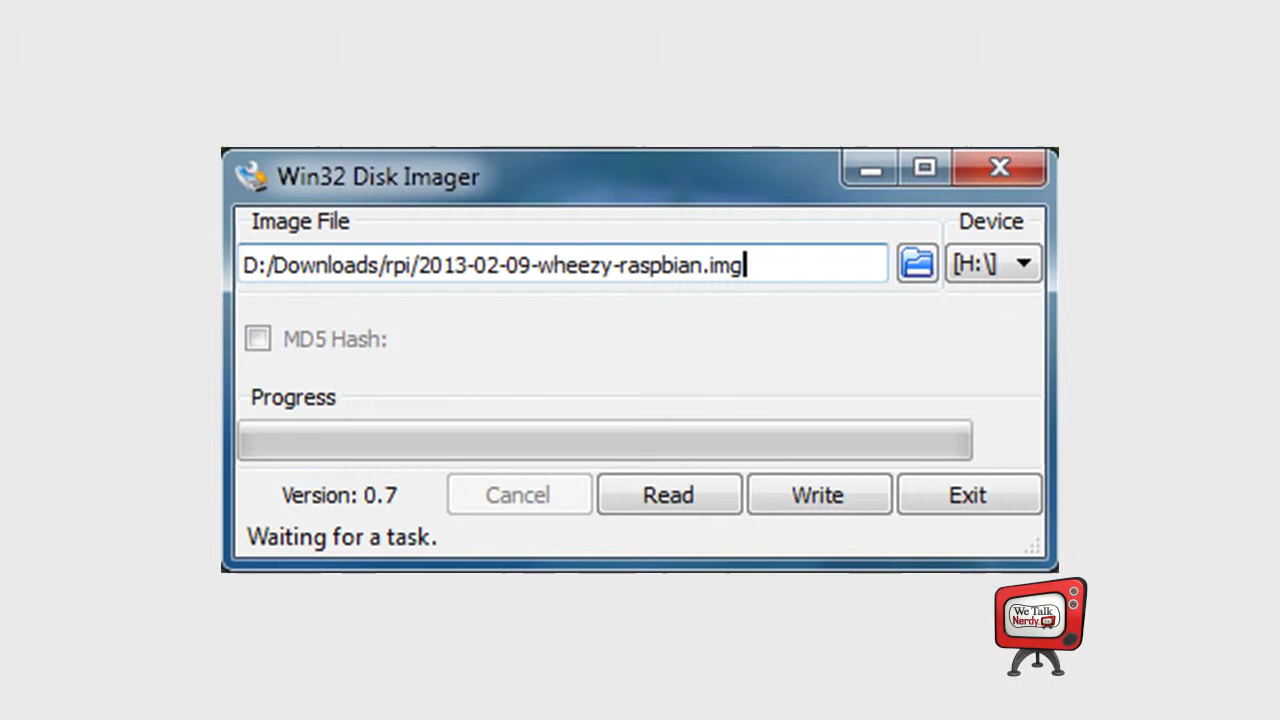 Win32 Disk Imager
Image File
Device
D:/Downloads/rpi/2013-02-09-wheezy-raspbian.img
[H:\]
MD5 Hash:
Progress
Version: 0.7
Cancel
Read
Write
Exit
Waiting for a task.
We Talk
Nerdy